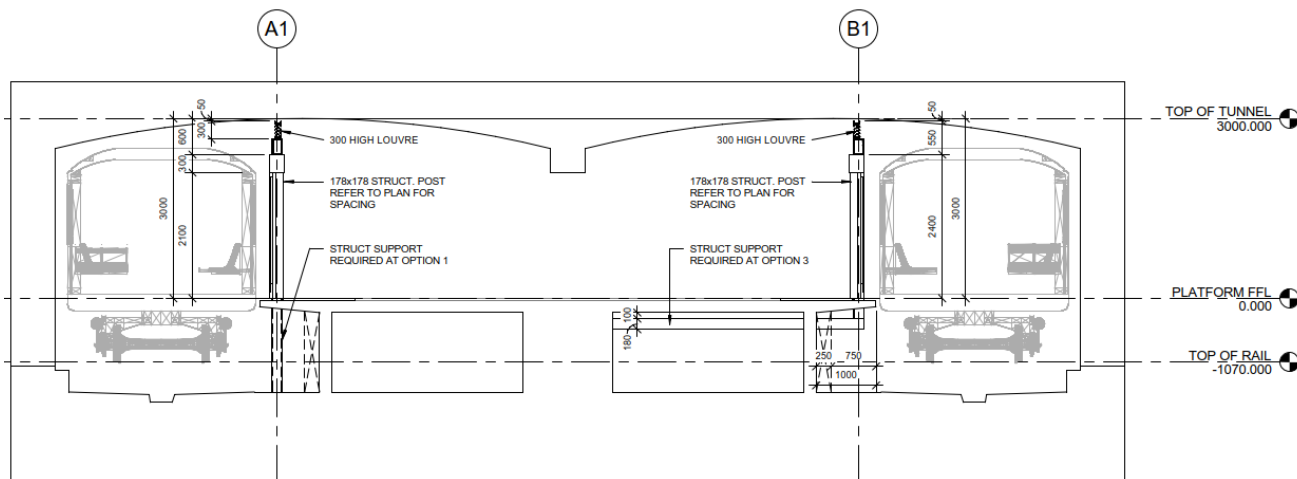 A1
B1
50
300
600
300
3000
2100
300 HIGH LOUVRE
178x178 STRUCT. POST
REFER TO PLAN FOR
SPACING
STRUCT SUPPORT
REQUIRED AT OPTION 1
300 HIGH LOUVRE
178x178 STRUCT. POST
REFER TO PLAN FOR
SPACING
STRUCT SUPPORT
REQUIRED AT OPTION 3
50
550
2400
3000
100
180
250
750
1000
TOP OF TUNNEL
3000.000
PLATFORM FFL
0.000
TOP OF RAIL
-1070.000